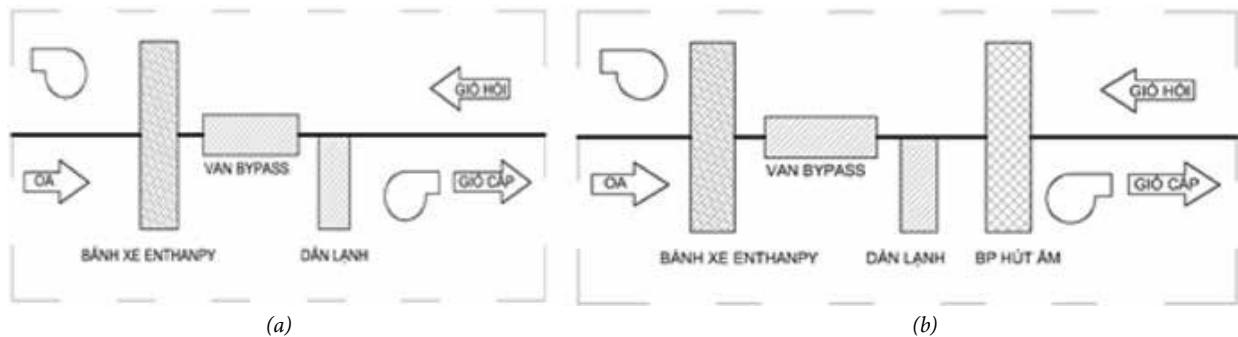 GIÓ HỒI
VAN BYPASS
OA
GIÓ CẤP
BÁNH XE ENTHANPY
DÀN LẠNH
(a)
GIÓ HỒI
VAN BYPASS
OA
GIÓ CẤP
BÁNH XE ENTHANPY
DÀN LẠNH
BP HÚT ẨM
(b)